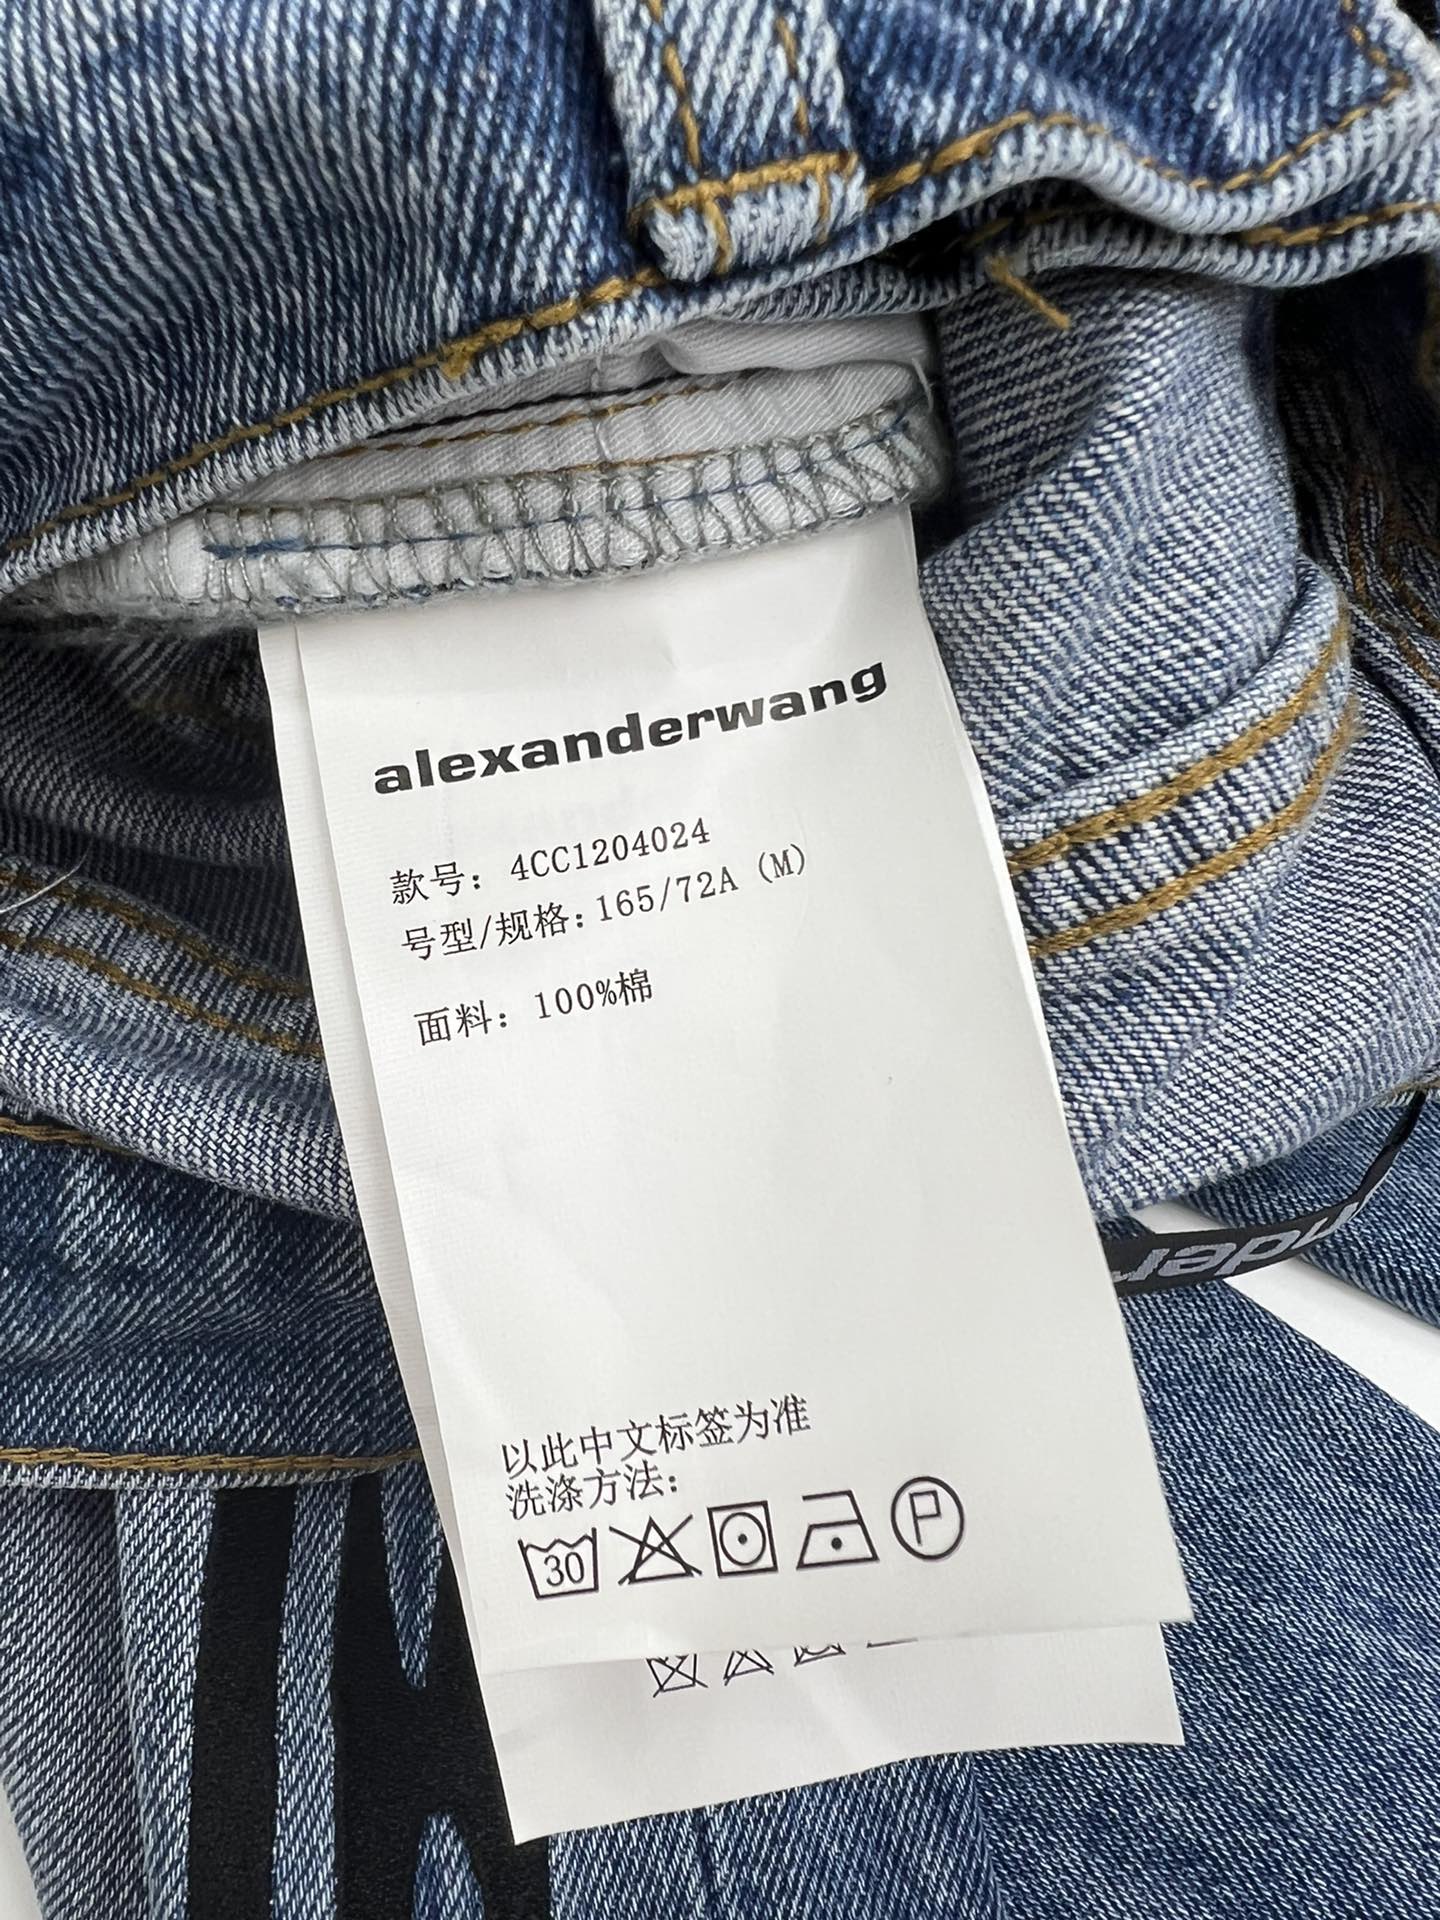 alexanderwang
款号: 4CC1204024
号型/规格: 165/72A (M)
面料: 100%棉
以此中文标签为准
洗涤方法:
30
P